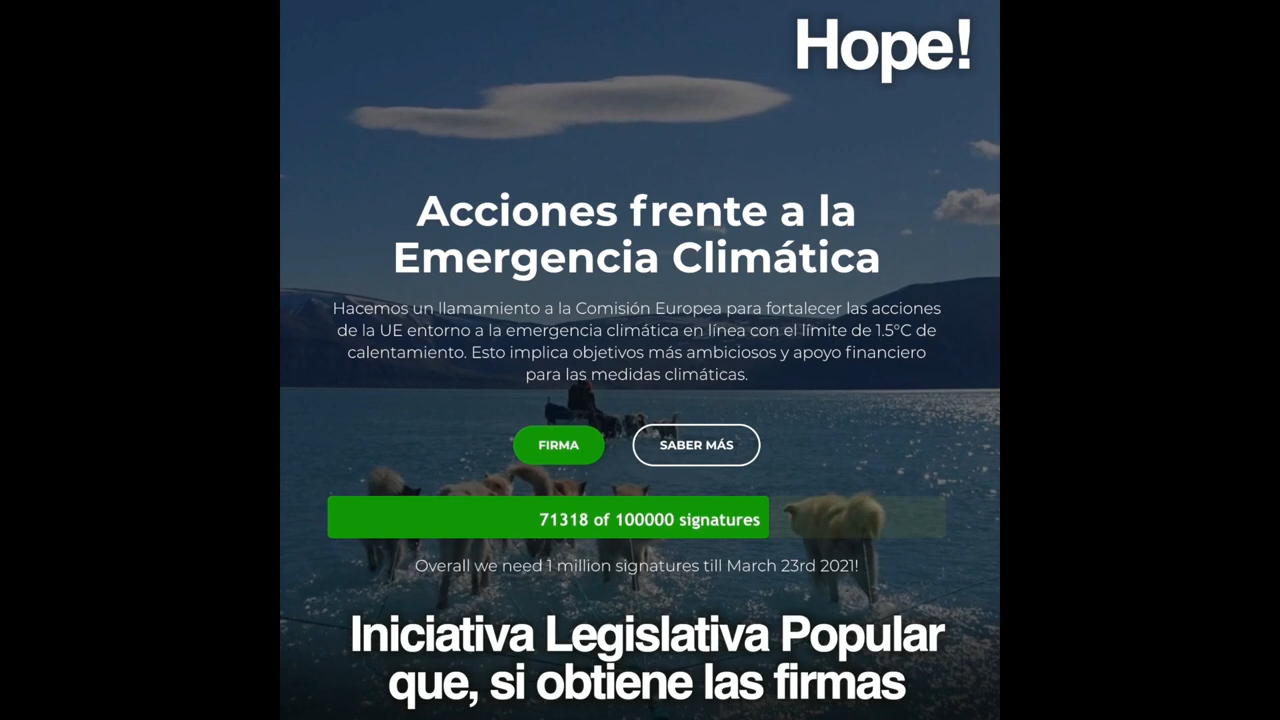 Hope!
Acciones frente a la
Emergencia Climática
Hacemos un llamamiento a la Comisión Europea para fortalecer las acciones
de la UE entorno a la emergencia climática en línea con el límite de 1.5°C de
calentamiento. Esto implica objetivos más ambiciosos y apoyo financiero
para las medidas climáticas.
FIRMA SABER MÁS
71318 of 100000 signatures
Overall we need 1 million signatures till March 23rd 2021!
Iniciativa Legislativa Popular
que, si obtiene las firmas